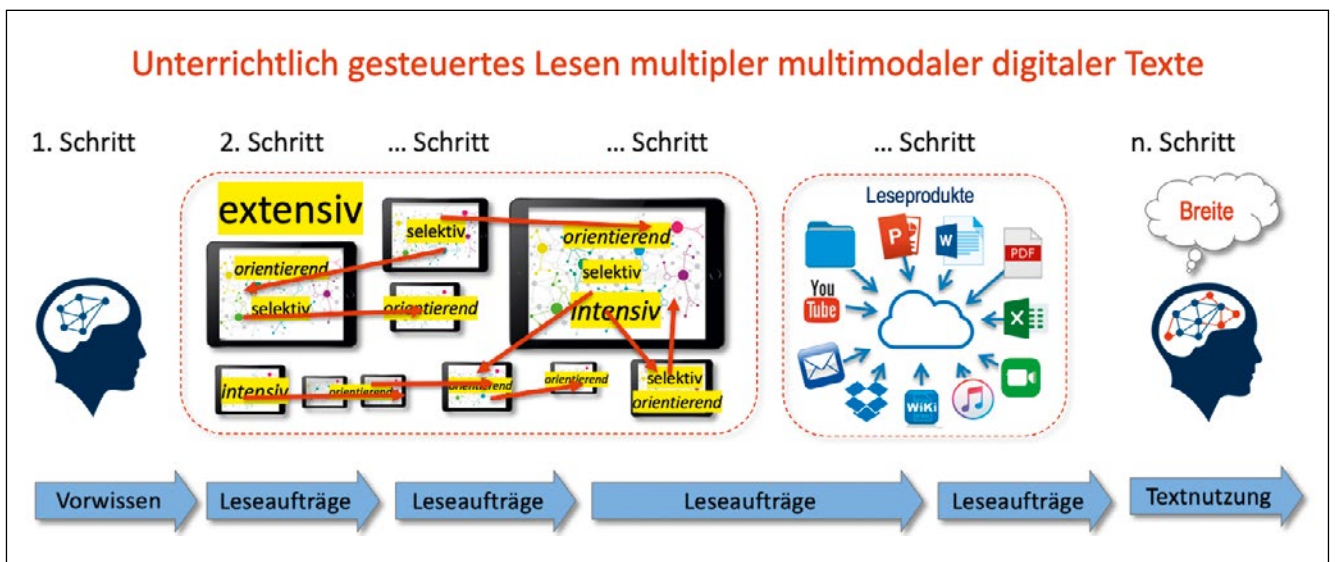 Unterrichtlich gesteuertes Lesen multipler multimodaler digitaler Texte
1. Schritt
2. Schritt
... Schritt
... Schritt
... Schritt
n. Schritt
extensiv
orientierend
selektiv
selektiv
orientierend
orientierend
selektiv
intensiv
intensiv
orientierend
orientierend
orientierend
selektiv
orientierend
Leseprodukte
P
W
PDF
You
Tube
X
WiKi
Breite
Vorwissen
Leseaufträge
Leseaufträge
Leseaufträge
Leseaufträge
Textnutzung